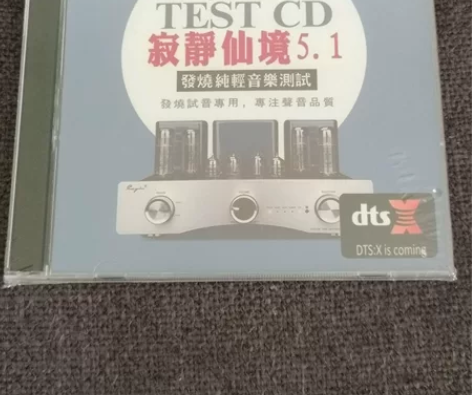 TEST CD
寂靜仙境5.1
發燒純輕音樂測試
發燒試音專用,專注聲音品質
dts X
DTS:X is coming